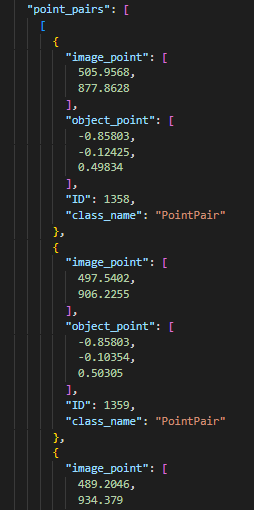 "point_pairs": [
[
{
"image_point": [
505.9568,
877.8628
],
"object_point": [
-0.85803,
-0.12425,
0.49834
],
"ID": 1358,
"class_name": "PointPair"
},
{
"image_point": [
497.5402,
906.2255
],
"object_point": [
-0.85803,
-0.10354,
0.50305
],
"ID": 1359,
"class_name": "PointPair"
},
{
"image_point": [
489.2046,
934.379